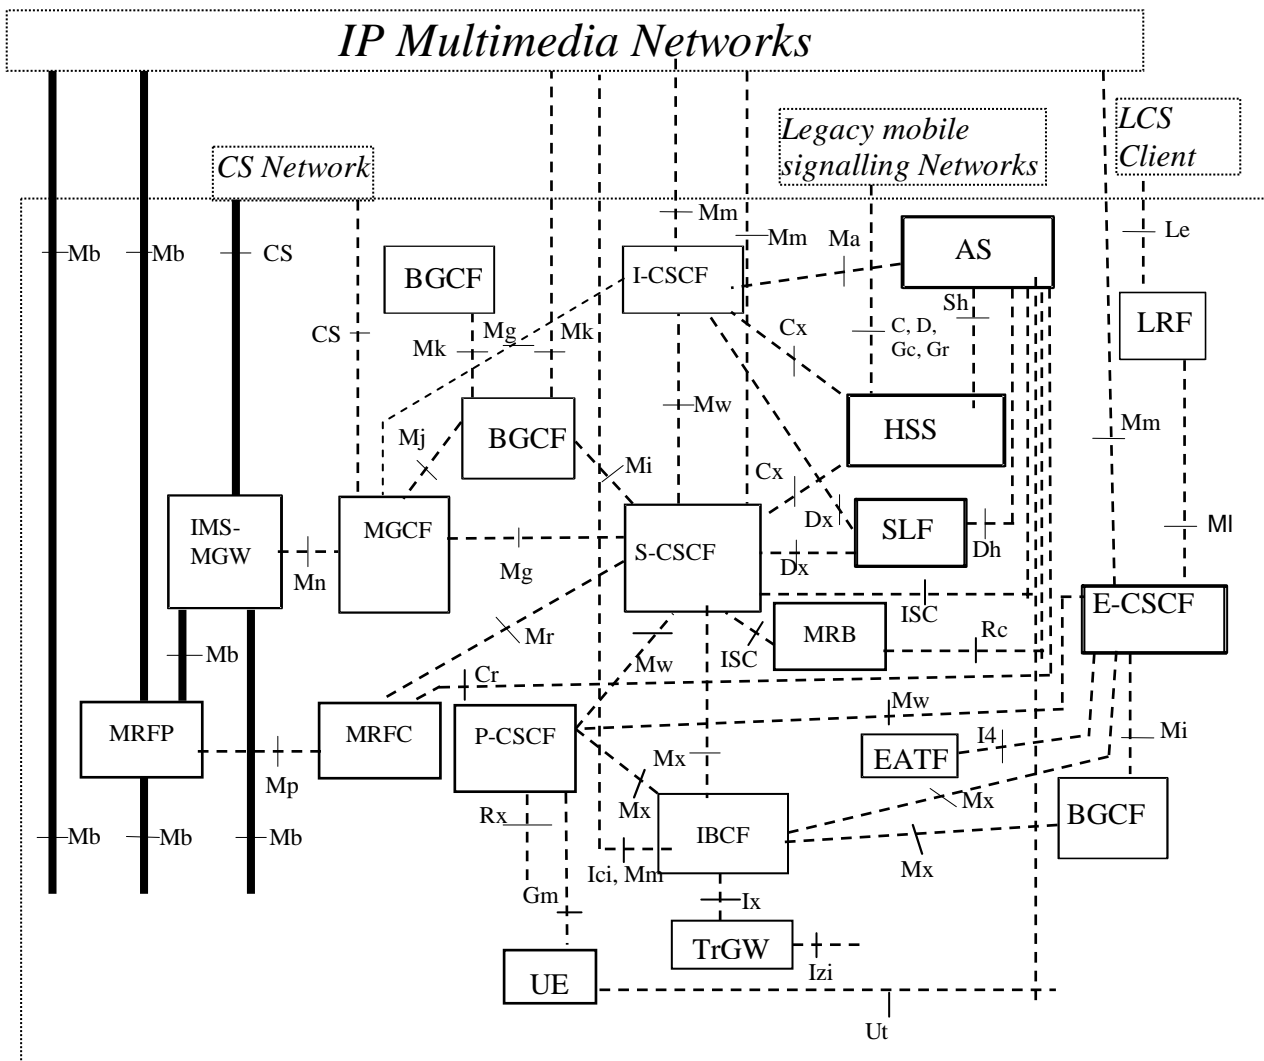 IP Multimedia Networks
Legacy mobile
signalling Networks
LCS
Client
CS Network
Mb
Mb
CS
Mm
Mm
Ma
AS
Le
BGCF
I-CSCF
Sh
LRF
CS
Mk
Mg
Mk
Cx
C, D,
Gc, Gr
Mw
Mj
BGCF
HSS
Mm
Mi
Cx
IMS-
MGW
MGCF
Mn
Mg
S-CSCF
Dx
Dx
SLF
Dh
Ml
ISC
E-CSCF
Mr
Mw
ISC
MRB
Rc
Mb
Cr
Mw
MRFP
MRFC
P-CSCF
Mp
Mx
EATF
I4
Mi
Mb
Mb
Mb
Rx
Mx
IBCF
Mx
Mx
BGCF
Ici, Mm
Gm
Ix
TrGW
Izi
UE
Ut